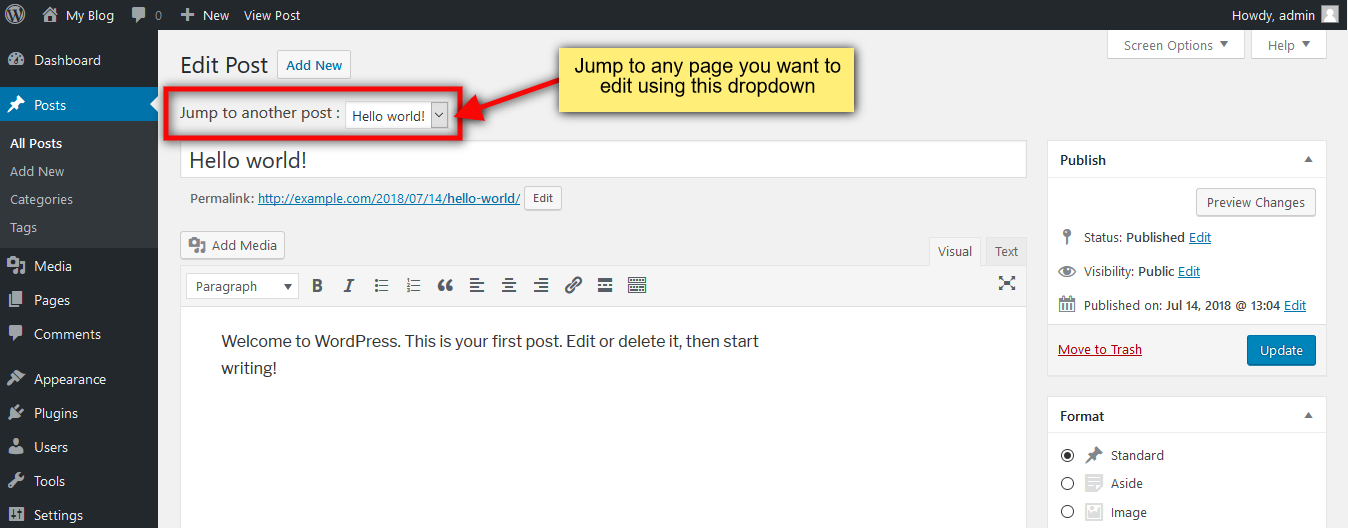 My Blog 0 New View Post Howdy, admin
Screen Options Help
Dashboard
Posts
All Posts
Add New
Categories
Tags
Media
Pages
Comments
Appearance
Plugins
Users
Tools
Settings
Edit Post Add New
Jump to any page you want to
edit using this dropdown
Jump to another post : Hello world!
Hello world!
Permalink: http://example.com/2018/07/14/hello-world/ Edit
Add Media
Visual Text
Paragraph B I
Welcome to WordPress. This is your first post. Edit or delete it, then start
writing!
Publish
Preview Changes
Status: Published Edit
Visibility: Public Edit
Published on: Jul 14, 2018 @ 13:04 Edit
Move to Trash Update
Format
Standard
Aside
Image